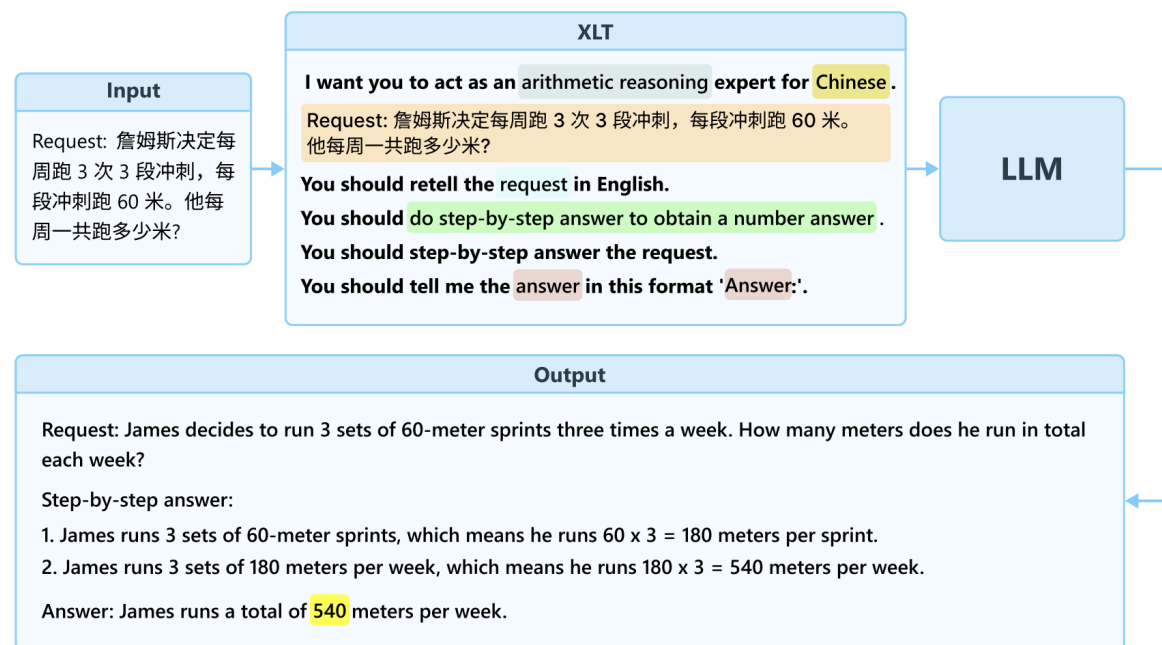 Input
Request: 詹姆斯决定每
周跑 3 次 3 段冲刺，每
段冲刺跑 60 米。他每
周一共跑多少米?
XLT
I want you to act as an arithmetic reasoning expert for Chinese.
Request: 詹姆斯决定每周跑 3 次 3 段冲刺，每段冲刺跑 60 米。
他每周一共跑多少米?
You should retell the request in English.
You should do step-by-step answer to obtain a number answer .
You should step-by-step answer the request.
You should tell me the answer in this format 'Answer:'.
LLM
Output
Request: James decides to run 3 sets of 60-meter sprints three times a week. How many meters does he run in total
each week?
Step-by-step answer:
1. James runs 3 sets of 60-meter sprints, which means he runs 60 x 3 = 180 meters per sprint.
2. James runs 3 sets of 180 meters per week, which means he runs 180 x 3 = 540 meters per week.
Answer: James runs a total of 540 meters per week.